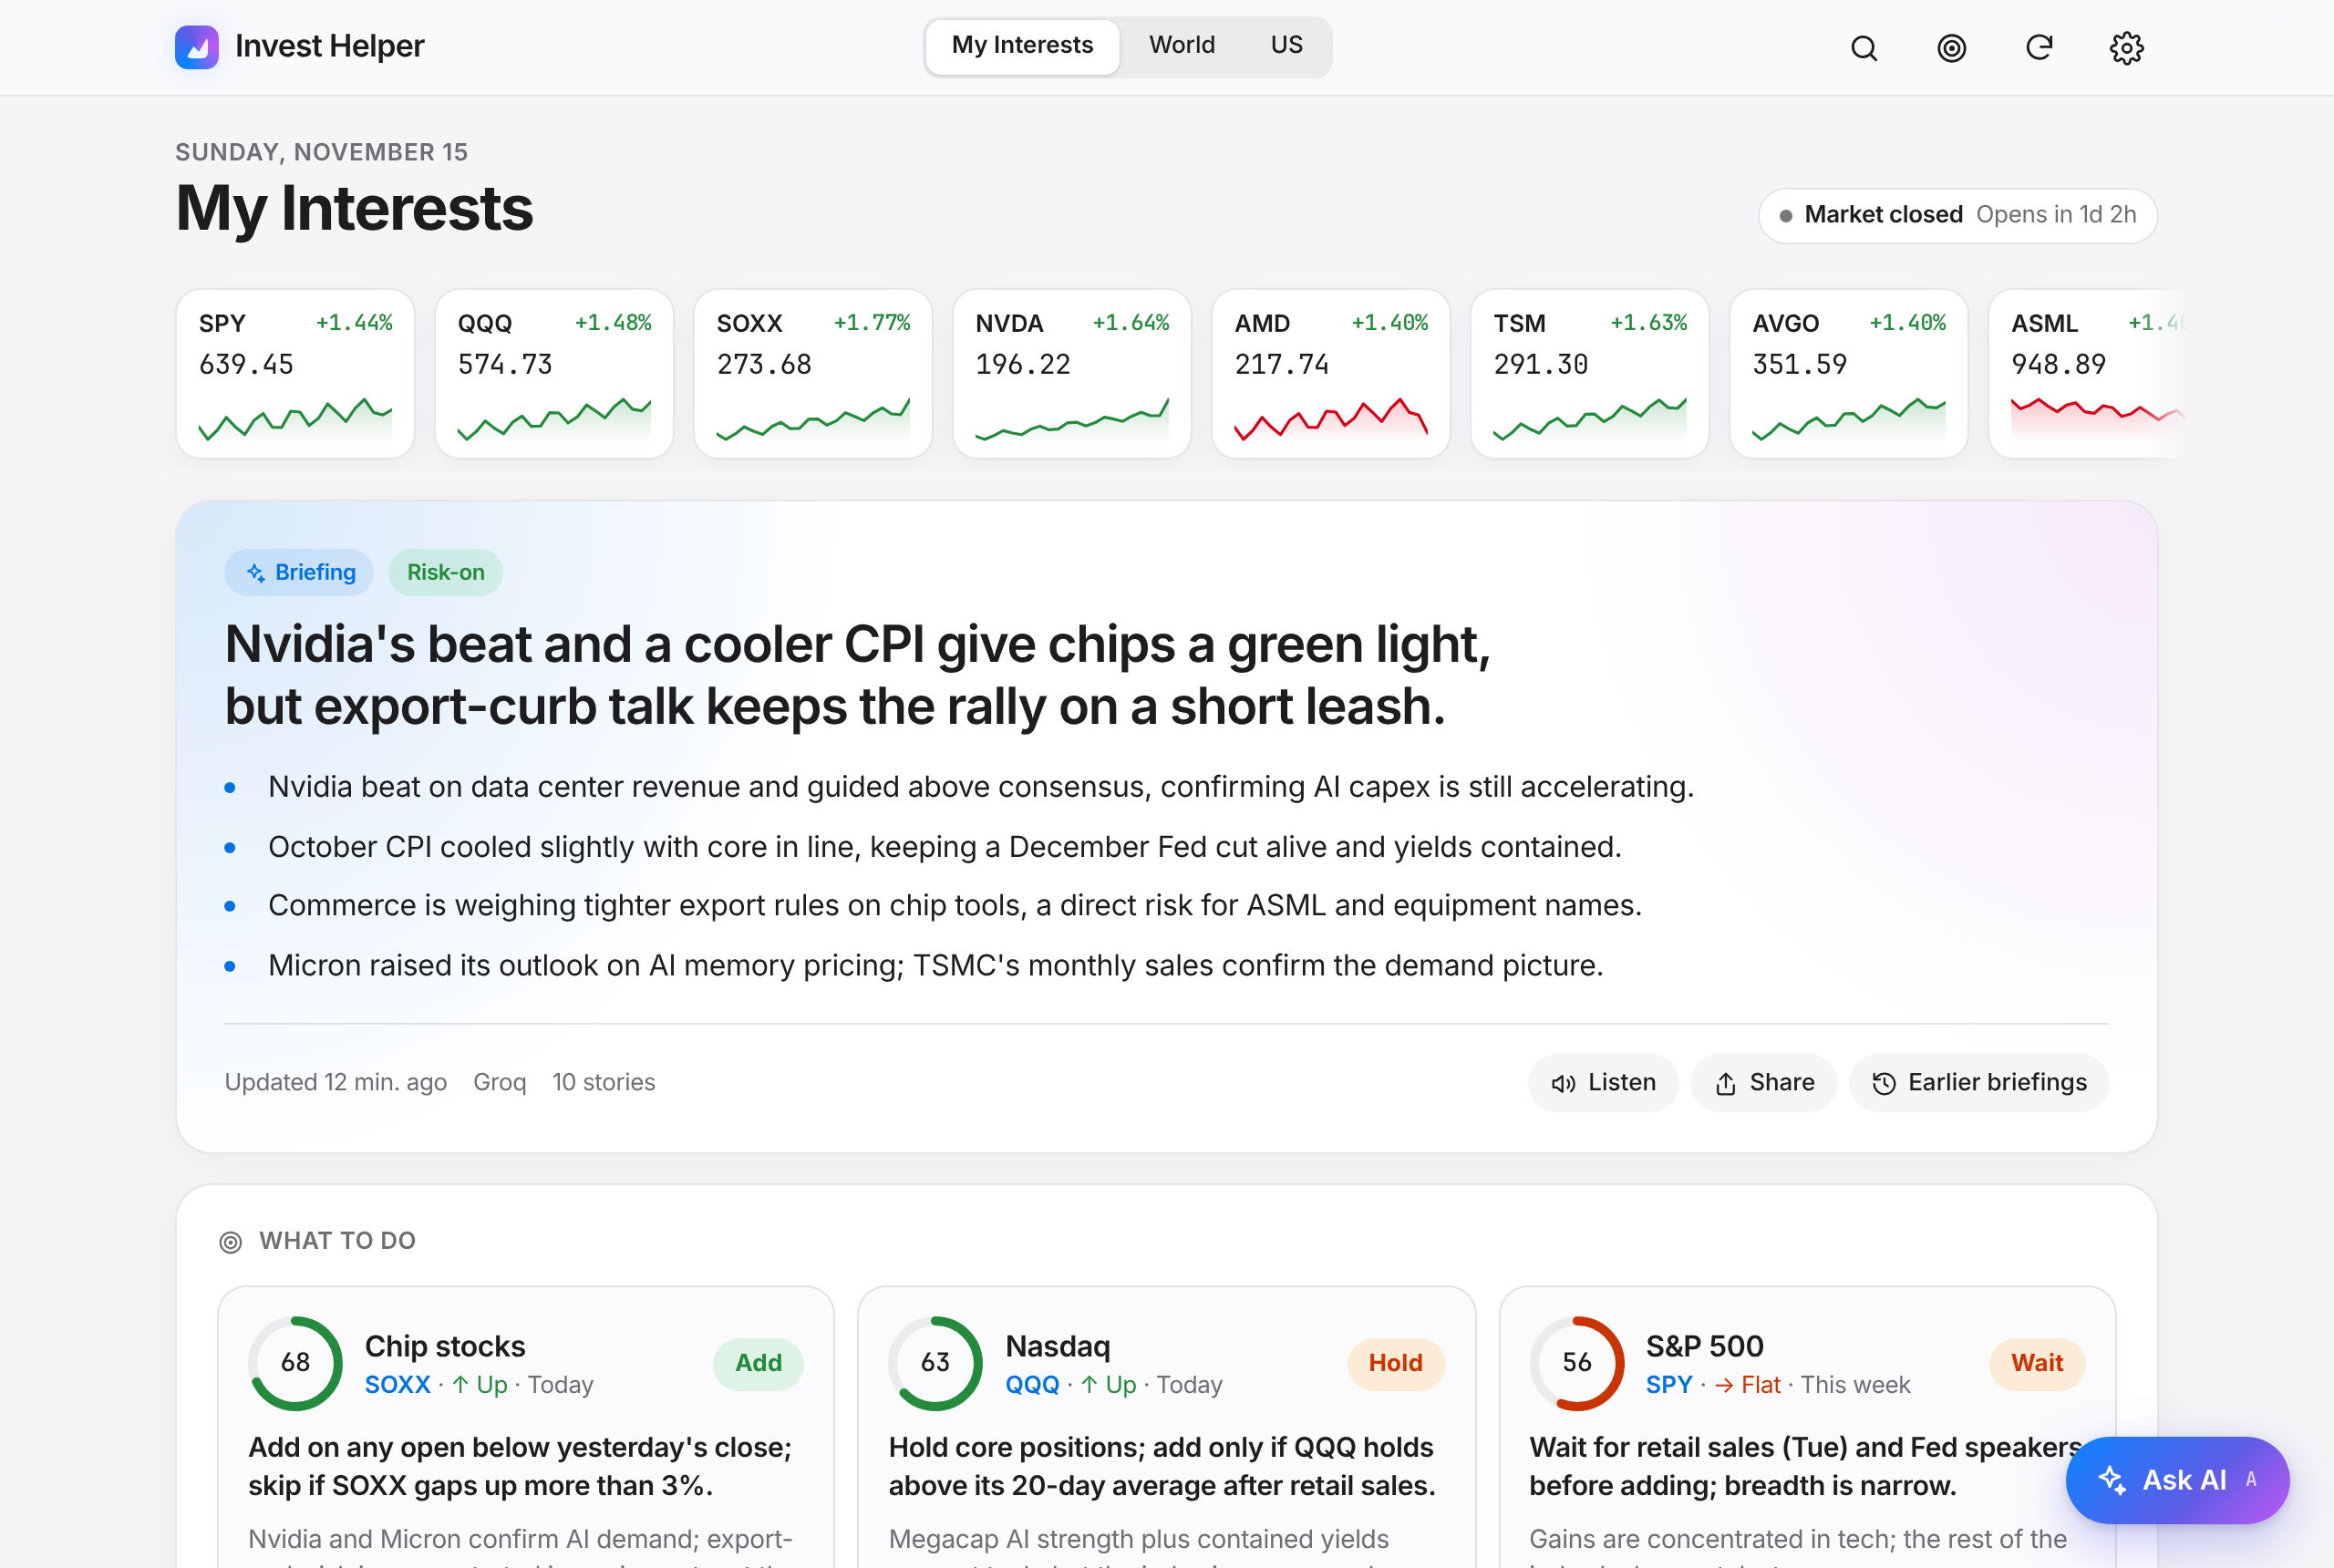 Invest Helper
My Interests
World
US
SUNDAY, NOVEMBER 15
My Interests
Market closed Opens in 1d 2h
SPY +1.44%
639.45
QQQ +1.48%
574.73
SOXX +1.77%
273.68
NVDA +1.64%
196.22
AMD +1.40%
217.74
TSM +1.63%
291.30
AVGO +1.40%
351.59
ASML
948.89
Briefing
Risk-on
Nvidia's beat and a cooler CPI give chips a green light,
but export-curb talk keeps the rally on a short leash.
Nvidia beat on data center revenue and guided above consensus, confirming AI capex is still accelerating.
October CPI cooled slightly with core in line, keeping a December Fed cut alive and yields contained.
Commerce is weighing tighter export rules on chip tools, a direct risk for ASML and equipment names.
Micron raised its outlook on AI memory pricing; TSMC's monthly sales confirm the demand picture.
Updated 12 min. ago Groq 10 stories
Listen
Share
Earlier briefings
WHAT TO DO
68
Chip stocks
SOXX · ↑ Up · Today
Add
Add on any open below yesterday's close;
skip if SOXX gaps up more than 3%.
Nvidia and Micron confirm AI demand; export-
63
Nasdaq
QQQ · ↑ Up · Today
Hold
Hold core positions; add only if QQQ holds
above its 20-day average after retail sales.
Megacap AI strength plus contained yields
56
S&P 500
SPY · → Flat · This week
Wait
Wait for retail sales (Tue) and Fed speakers
before adding; breadth is narrow.
Gains are concentrated in tech; the rest of the
Ask AI A